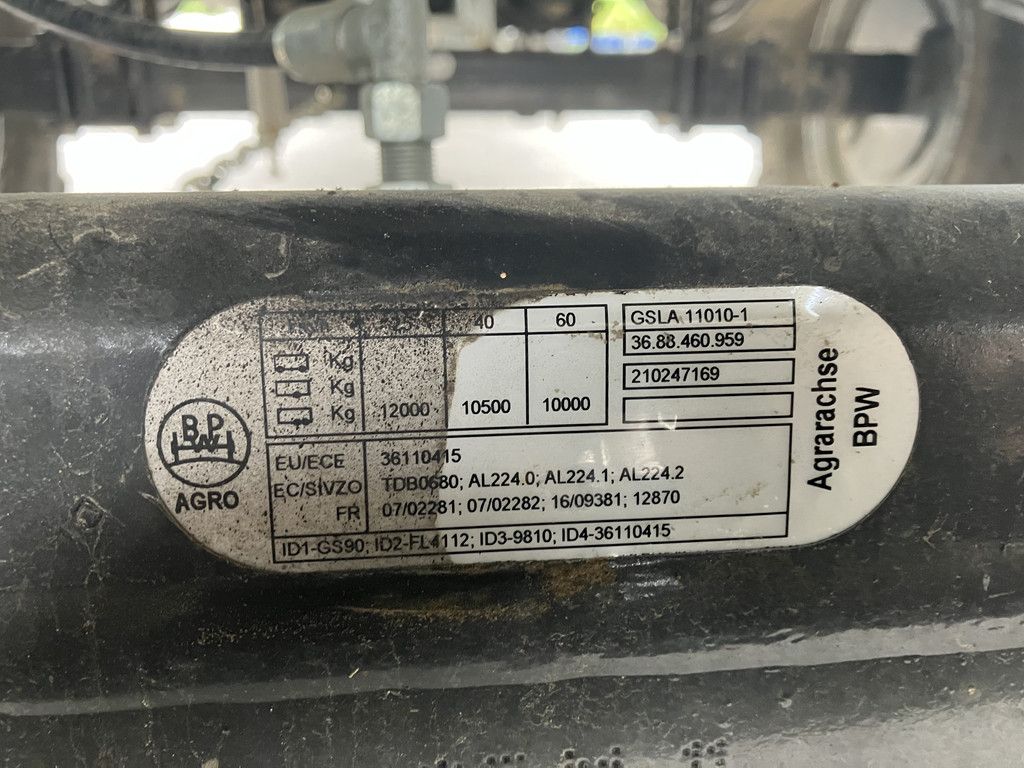 40 60
Kg
Kg
Kg 12000 10500 10000
GSLA 11010-1
36.88.460.959
210247169
BPW
AGRO
EU/ECE 36110415
EC/SIVZO TDB0680; AL224.0; AL224.1; AL224.2
FR 07/02281; 07/02282; 16/09381; 12870
ID1-GS90; ID2-FL4112; ID3-9810; ID4-36110415
Agrarachse
BPW